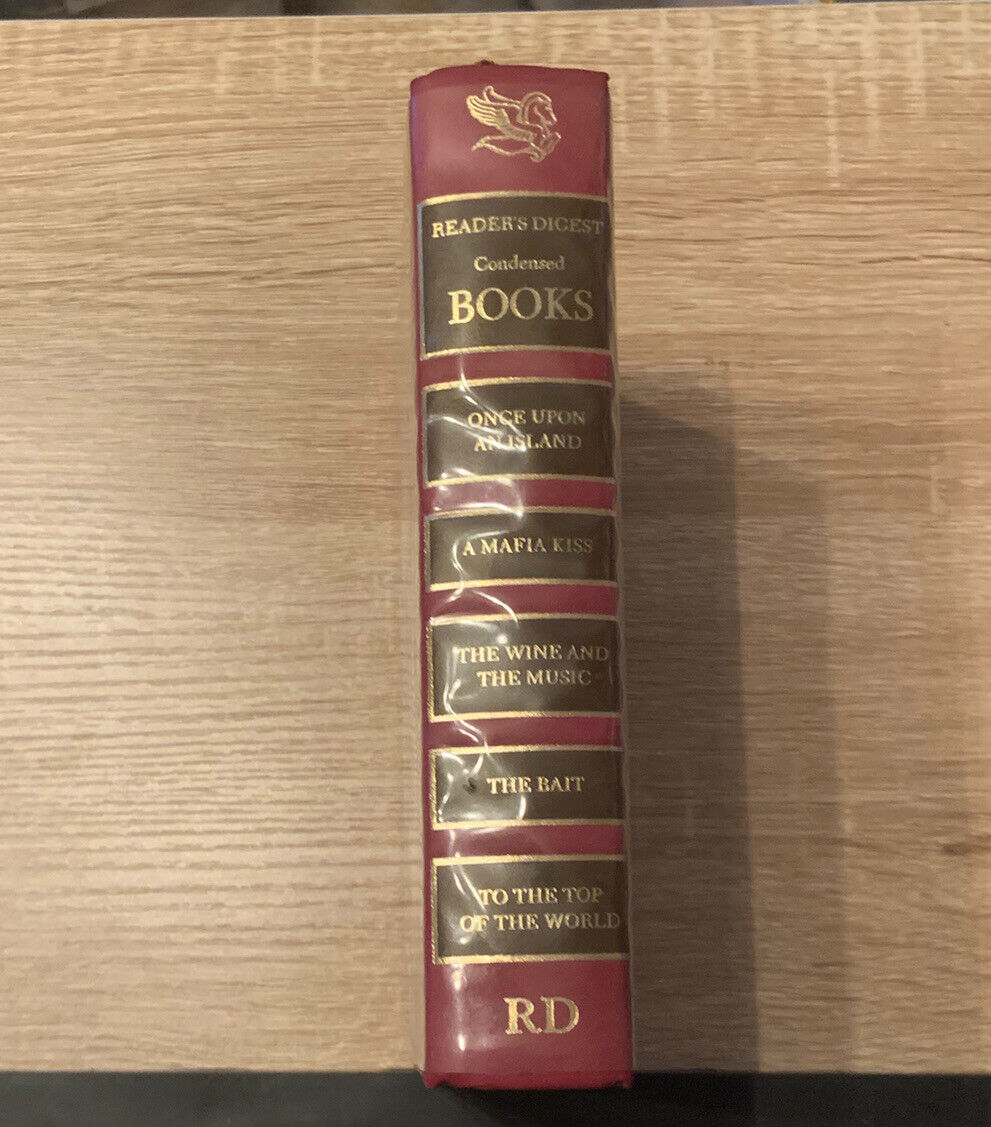 READER'S DIGEST
Condensed
BOOKS
ONCE UPON
AN ISLAND
A MAFIA KISS
THE WINE AND
THE MUSIC
THE BAIT
TO THE TOP
OF THE WORLD
RD